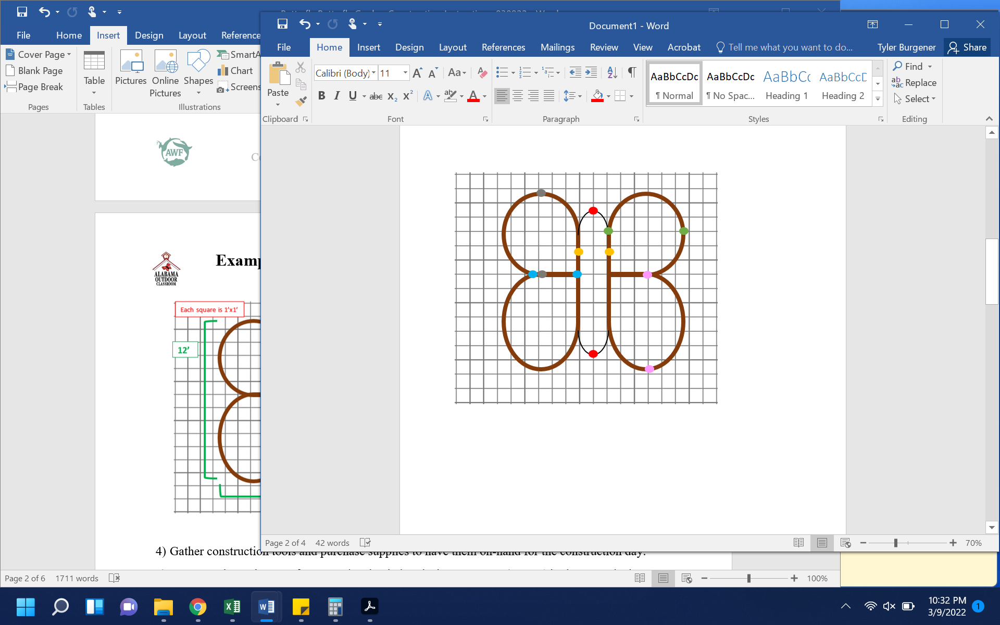 Document1 - Word
File Home Insert Design Layout Reference
File Home Insert Design Layout References Mailings Review View Acrobat Tell me what you want to do... Tyler Burgener Share
Cover Page
Blank Page
Page Break
Pages
Table
Tables
Pictures
Online
Pictures
Shapes
SmartA
Chart
Screens
Illustrations
Paste
Clipboard
Calibri (Body) 11
Aa
B I U abc X2 X2
Font
Paragraph
AaBbCcDc AaBbCcDc AaBbCc AaBbCcD
¶ Normal ¶ No Spac... Heading 1 Heading 2
Styles
Find
Replace
Select
Editing
AWF
ALABAMA
OUTDOOR
CLASSROOM
Examp
Each square is 1'x1'
12'
4) Gather construction tools and purchase supplies to have them on-hand for the construction day.
Page 2 of 4 42 words 70%
Page 2 of 6 1711 words 100%
10:32 PM
3/9/2022
1